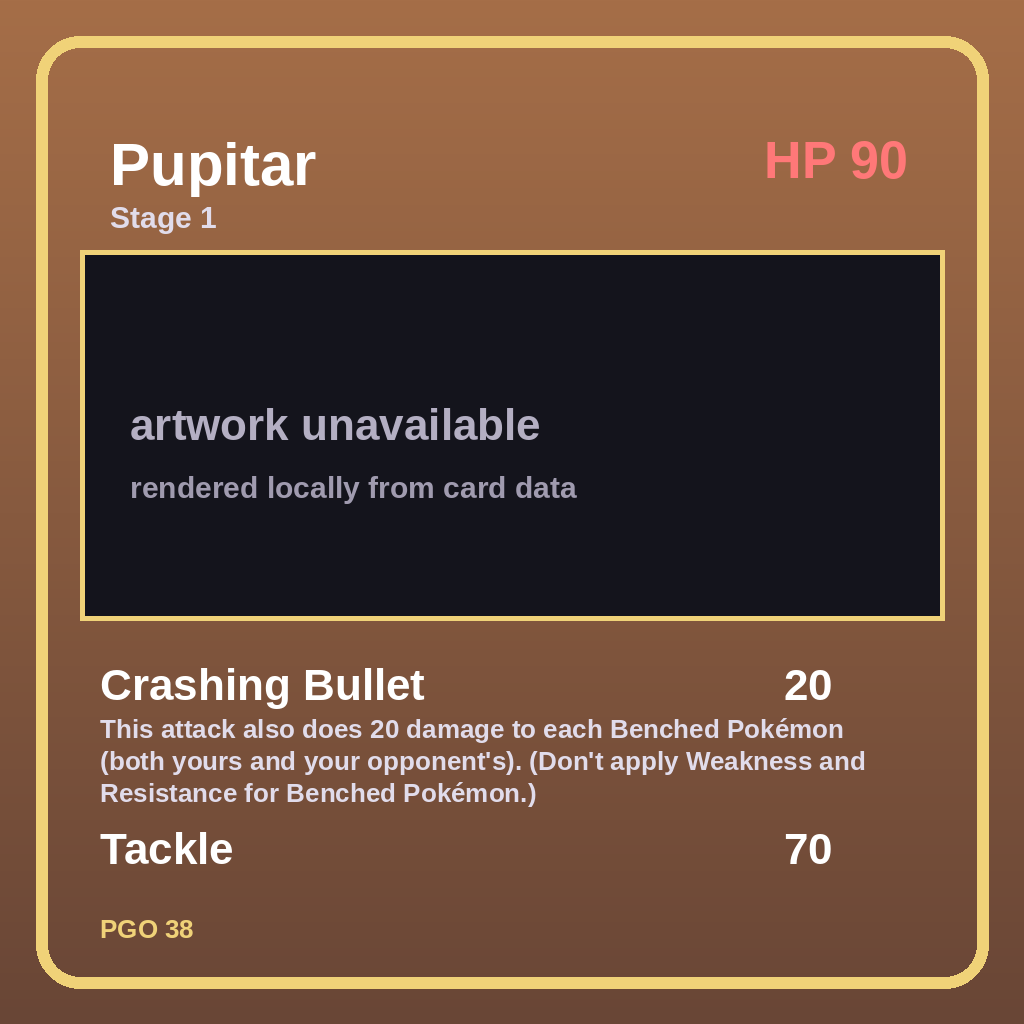 Pupitar
HP 90
Stage 1
artwork unavailable
rendered locally from card data
Crashing Bullet 20
This attack also does 20 damage to each Benched Pokémon
(both yours and your opponent's). (Don't apply Weakness and
Resistance for Benched Pokémon.)
Tackle 70
PGO 38